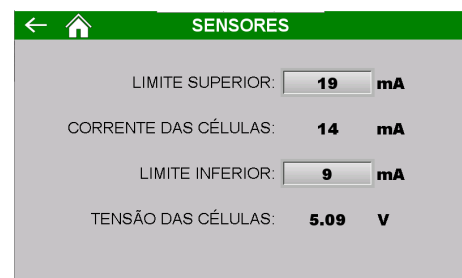 SENSORES
LIMITE SUPERIOR: 19 mA
CORRENTE DAS CÉLULAS: 14 mA
LIMITE INFERIOR: 9 mA
TENSÃO DAS CÉLULAS: 5.09 V